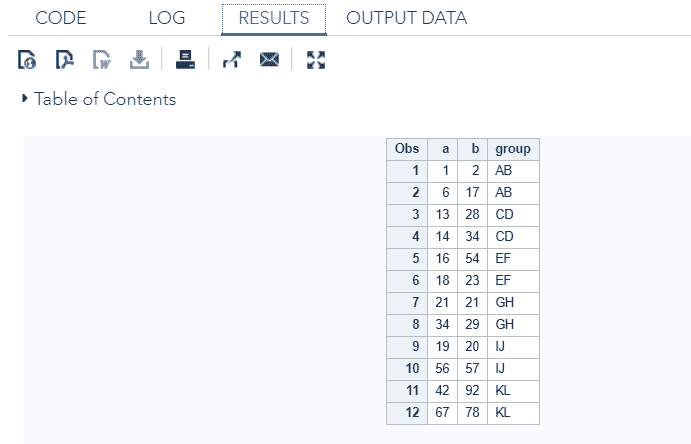 CODE LOG RESULTS OUTPUT DATA
Table of Contents
Obs a b group
1 1 2 AB
2 6 17 AB
3 13 28 CD
4 14 34 CD
5 16 54 EF
6 18 23 EF
7 21 21 GH
8 34 29 GH
9 19 20 IJ
10 56 57 IJ
11 42 92 KL
12 67 78 KL